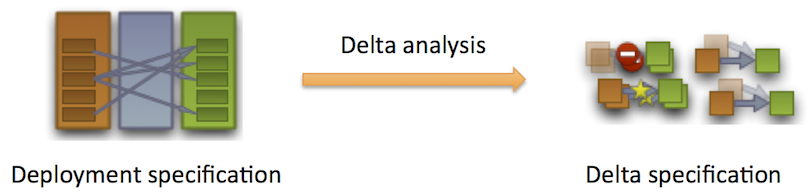 Delta analysis
Deployment specification
Delta specification